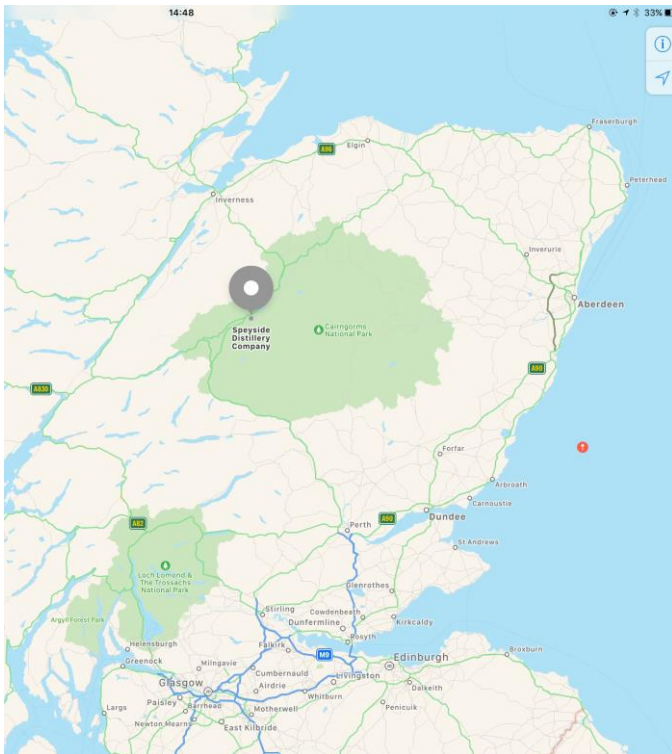 14:48
33%
Fraserburgh
Elgin
A96
Peterhead
Inverness
Inverurie
Aberdeen
Speyside
Distillery
Company
Cairngorms
National Park
A90
A830
Forfar
Arbroath
Carnoustie
A90
Dundee
A82
Perth
St Andrews
Loch Lomond &
The Trossachs
National Park
Glenrothes
Stirling
Cowdenbeath
Argyll Forest Park
Dunfermline
Kirkcaldy
Rosyth
Helensburgh
Falkirk
M9
Edinburgh
Broxburn
Greenock
Milngavie
Cumbernauld
Livingston
Glasgow
Airdrie
Dalkeith
Whitburn
Largs
Paisley
Barrhead
Motherwell
Penicuik
Newton Mearns
East Kilbride